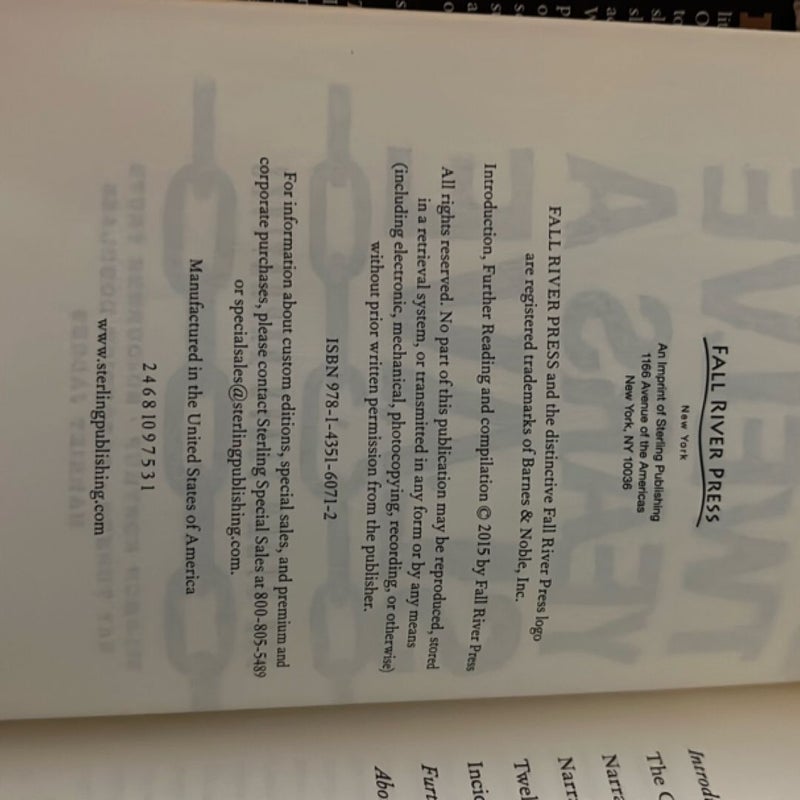 FALL RIVER PRESS
New York
An Imprint of Sterling Publishing
1166 Avenue of the Americas
New York, NY 10036
FALL RIVER PRESS and the distinctive Fall River Press logo
are registered trademarks of Barnes & Noble, Inc.
Introduction, Further Reading and compilation © 2015 by Fall River Press
All rights reserved. No part of this publication may be reproduced, stored
in a retrieval system, or transmitted in any form or by any means
(including electronic, mechanical, photocopying, recording, or otherwise)
without prior written permission from the publisher.
ISBN 978-1-4351-6071-2
For information about custom editions, special sales, and premium and
corporate purchases, please contact Sterling Special Sales at 800-805-5489
or specialsales@sterlingpublishing.com.
Manufactured in the United States of America
2 4 6 8 10 9 7 5 3 1
www.sterlingpublishing.com
The